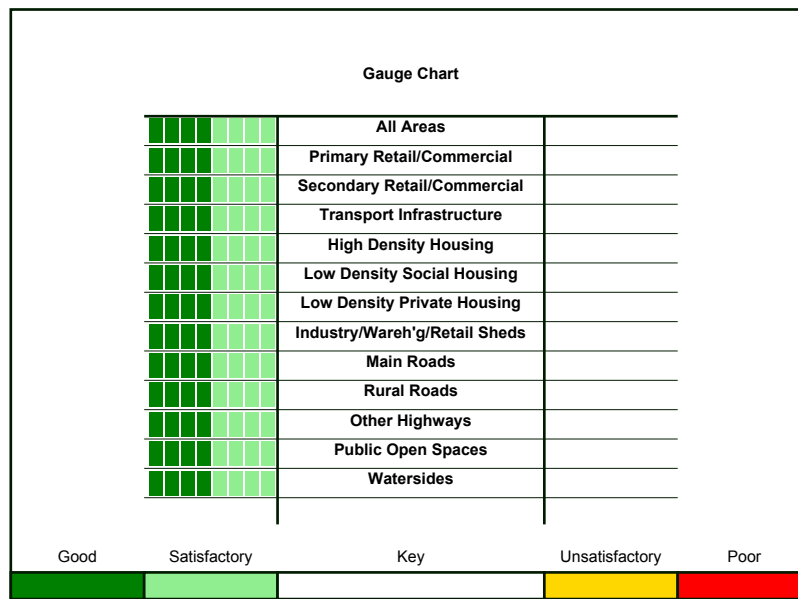 Gauge Chart
All Areas
Primary Retail/Commercial
Secondary Retail/Commercial
Transport Infrastructure
High Density Housing
Low Density Social Housing
Low Density Private Housing
Industry/Wareh'g/Retail Sheds
Main Roads
Rural Roads
Other Highways
Public Open Spaces
Watersides
Good Satisfactory Key Unsatisfactory Poor